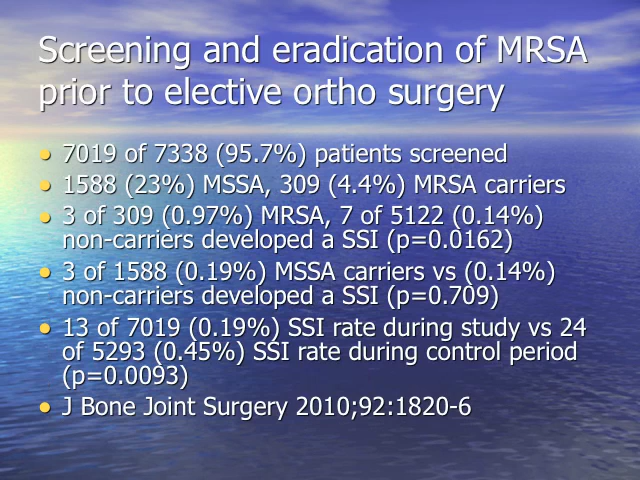 Screening and eradication of MRSA
prior to elective ortho surgery
• 7019 of 7338 (95.7%) patients screened
• 1588 (23%) MSSA, 309 (4.4%) MRSA carriers
• 3 of 309 (0.97%) MRSA, 7 of 5122 (0.14%)
non-carriers developed a SSI (p=0.0162)
• 3 of 1588 (0.19%) MSSA carriers vs (0.14%)
non-carriers developed a SSI (p=0.709)
• 13 of 7019 (0.19%) SSI rate during study vs 24
of 5293 (0.45%) SSI rate during control period
(p=0.0093)
• J Bone Joint Surgery 2010;92:1820-6